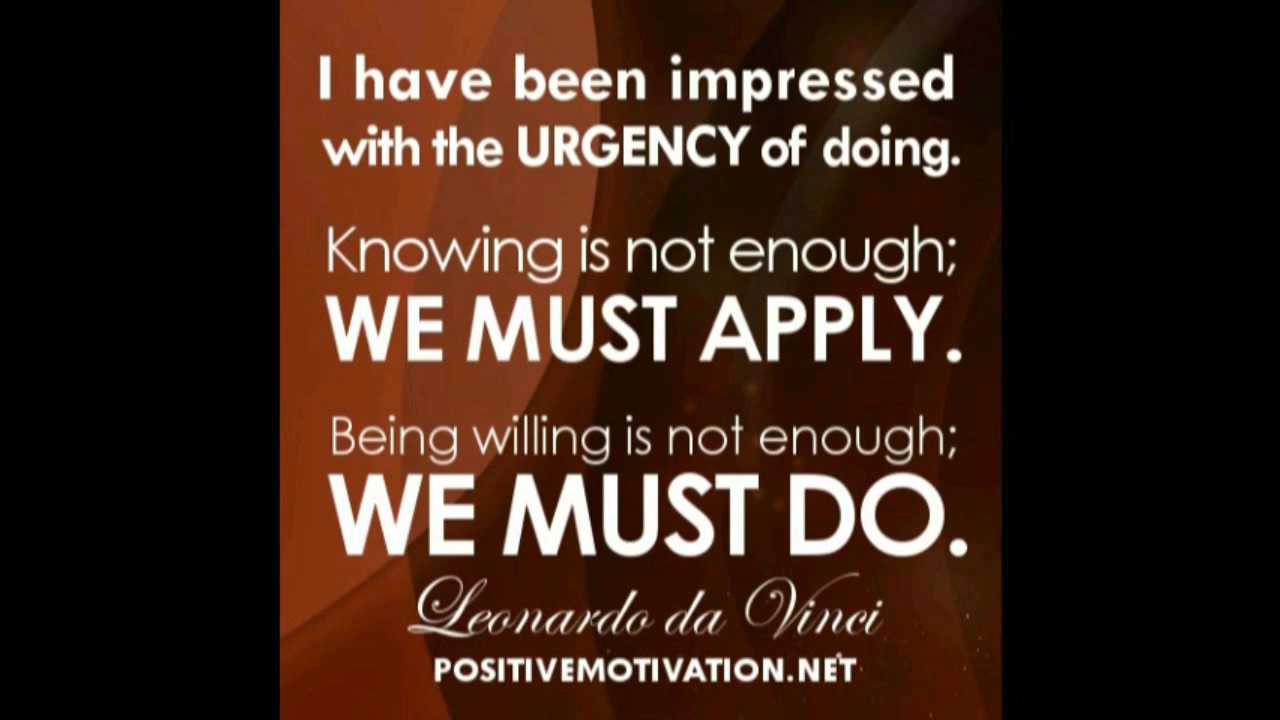 I have been impressed
with the URGENCY of doing.
Knowing is not enough;
WE MUST APPLY.
Being willing is not enough;
WE MUST DO.
Leonardo da Vinci
POSITIVEMOTIVATION.NET